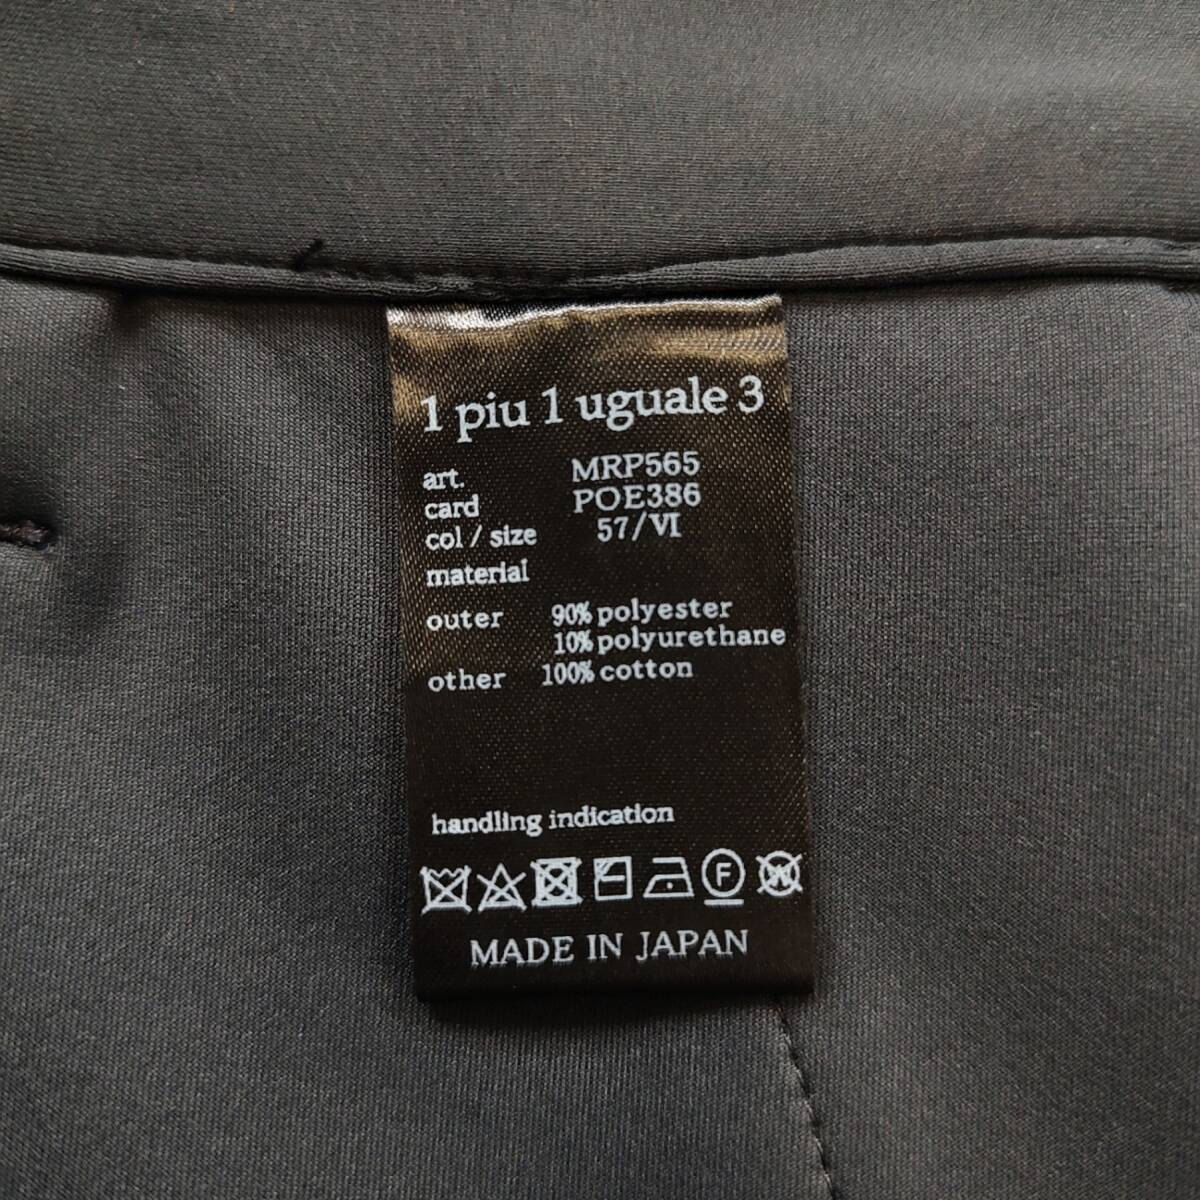 1 piu 1 uguale 3
art. MRP565
card POE386
col / size 57/VI
material
outer 90% polyester
10% polyurethane
other 100% cotton
handling indication
F W
MADE IN JAPAN